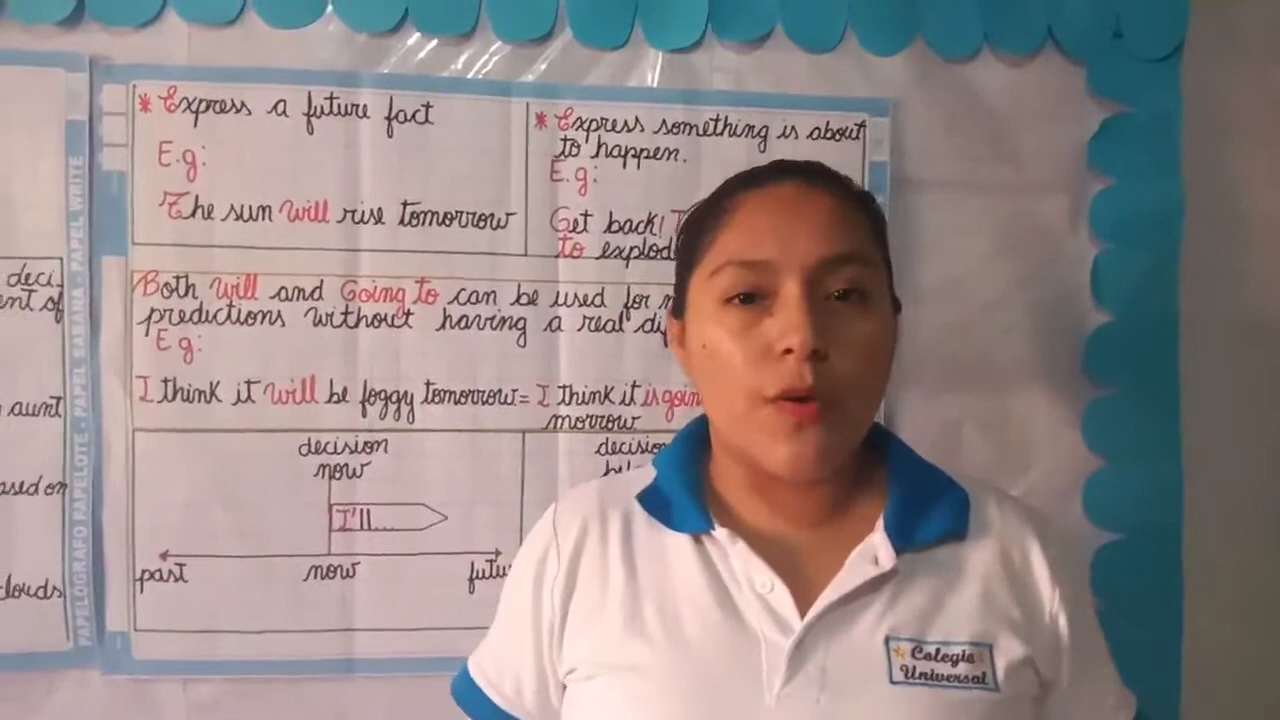 deci
ent of
aunt
ased on
clouds
PAPELOGRAFO PAPELOTE - PAPEL SABANA - PAPEL WRITE
* Express a future fact
E.g:
The sun will rise tomorrow
* Express something is about
to happen.
E.g:
Get back!
to explod
Both will and Going to can be used for
predictions without having a real
Eg:
I think it will be foggy tomorrow = I think it is goin
morrow.
decision
now
I'll...
past
now
futu
decisio
Colegio
Universal